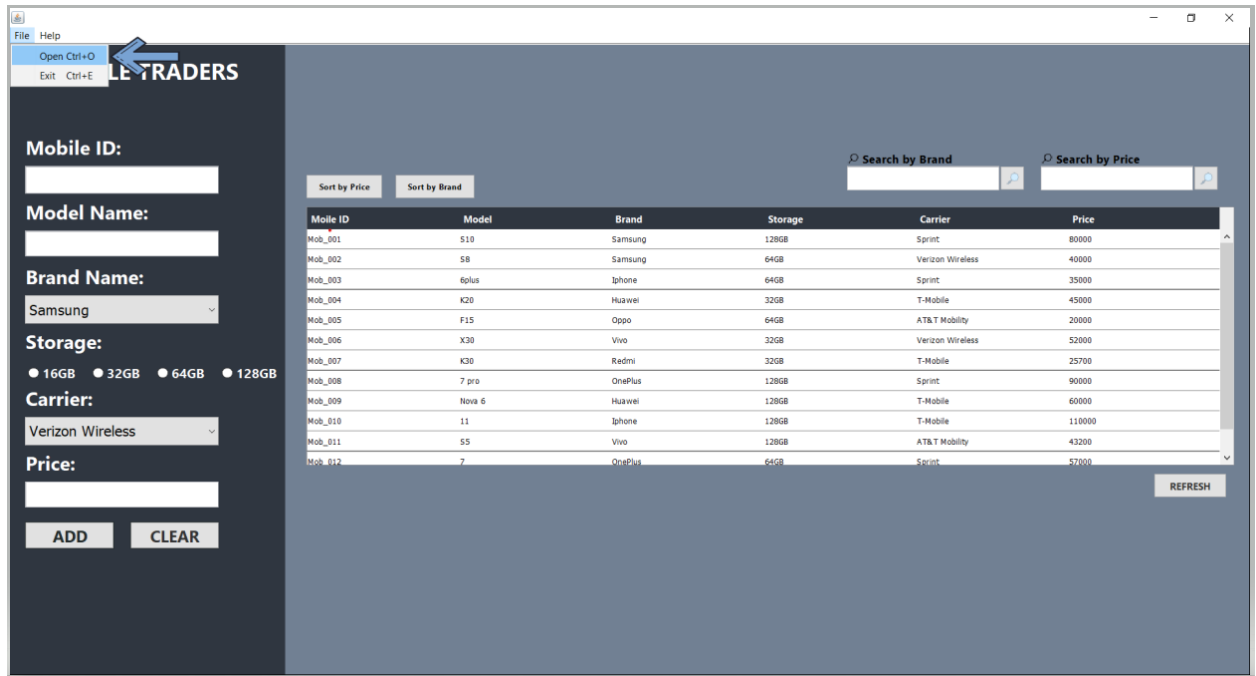 File Help
Open Ctrl+O
Exit Ctrl+E
TRADERS
Mobile ID:
Model Name:
Brand Name:
Samsung
Storage:
16GB 32GB 64GB 128GB
Carrier:
Verizon Wireless
Price:
ADD CLEAR
Search by Brand Search by Price
Sort by Price Sort by Brand
Moile ID Model Brand Storage Carrier Price
Mob_001 S10 Samsung 128GB Sprint 80000
Mob_002 S8 Samsung 64GB Verizon Wireless 40000
Mob_003 6plus Iphone 64GB Sprint 35000
Mob_004 K20 Huawei 32GB T-Mobile 45000
Mob_005 F15 Oppo 64GB AT&T Mobility 20000
Mob_006 X30 Vivo 32GB Verizon Wireless 52000
Mob_007 K30 Redmi 32GB T-Mobile 25700
Mob_008 7 pro OnePlus 128GB Sprint 90000
Mob_009 Nova 6 Huawei 128GB T-Mobile 60000
Mob_010 11 Iphone 128GB T-Mobile 110000
Mob_011 S5 Vivo 128GB AT&T Mobility 43200
Mob_012 7 OnePlus 64GB Sprint 57000
REFRESH